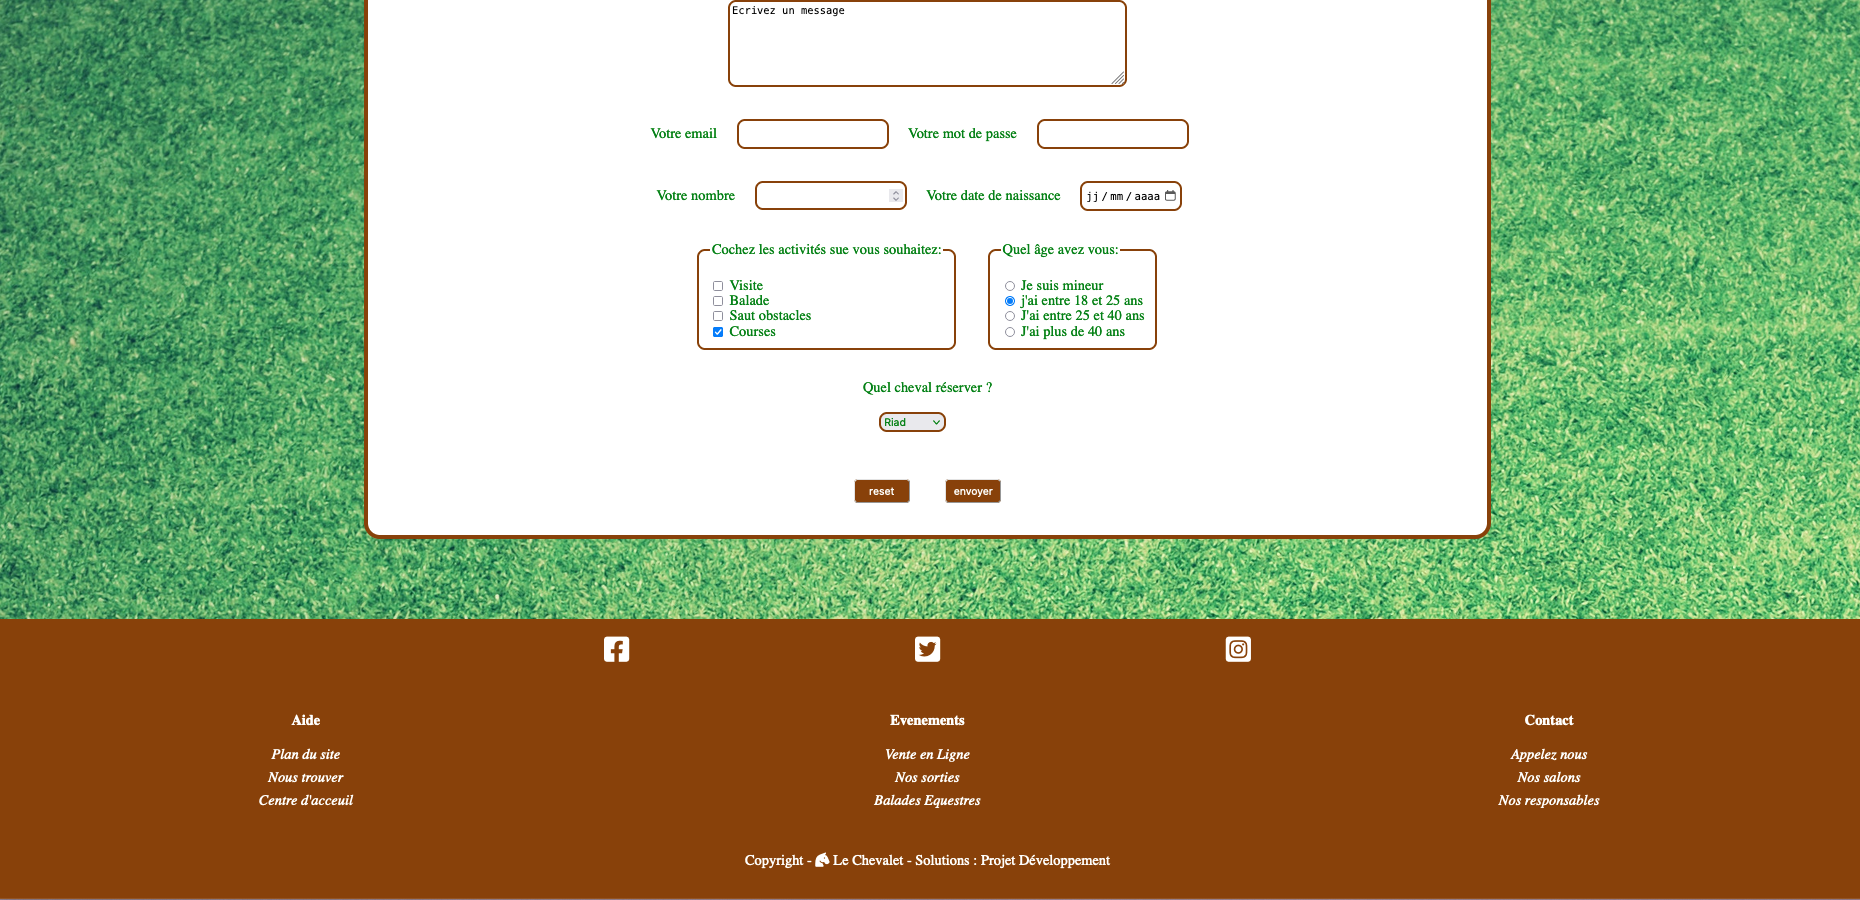 Ecrivez un message
Votre email Votre mot de passe
Votre nombre Votre date de naissance jj/mm/aaaa
Cochez les activités sue vous souhaitez:
Visite
Balade
Saut obstacles
Courses
Quel âge avez vous:
Je suis mineur
j'ai entre 18 et 25 ans
J'ai entre 25 et 40 ans
J'ai plus de 40 ans
Quel cheval réserver ?
Riad
reset envoyer
Aide
Plan du site
Nous trouver
Centre d'acceuil
Evenements
Vente en Ligne
Nos sorties
Balades Equestres
Contact
Appelez nous
Nos salons
Nos responsables
Copyright - Le Chevalet - Solutions : Projet Développement